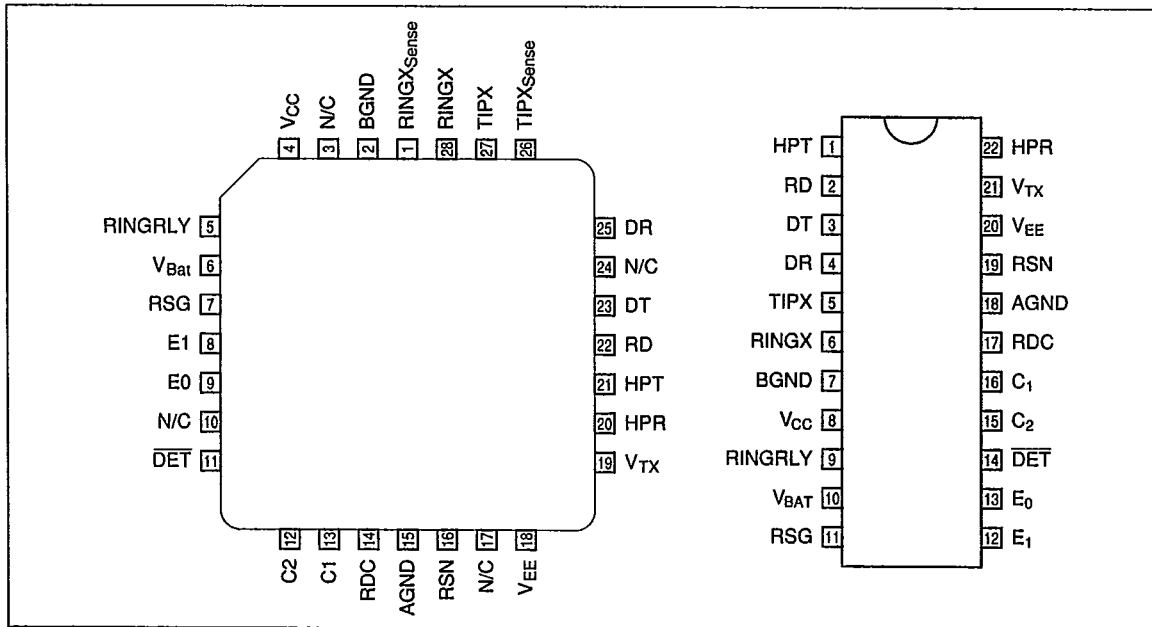 4 VCC
3 N/C
2 BGND
1 RINGXSense
28 RINGX
27 TIPX
26 TIPXSense
RINGRLY 5
VBat 6
RSG 7
E1 8
E0 9
N/C 10
DET 11
25 DR
24 N/C
23 DT
22 RD
21 HPT
20 HPR
19 VTX
C2 12
C1 13
RDC 14
AGND 15
RSN 16
N/C 17
VEE 18
HPT 1
RD 2
DT 3
DR 4
TIPX 5
RINGX 6
BGND 7
VCC 8
RINGRLY 9
VBAT 10
RSG 11
22 HPR
21 VTX
20 VEE
19 RSN
18 AGND
17 RDC
16 C1
15 C2
14 DET
13 E0
12 E1